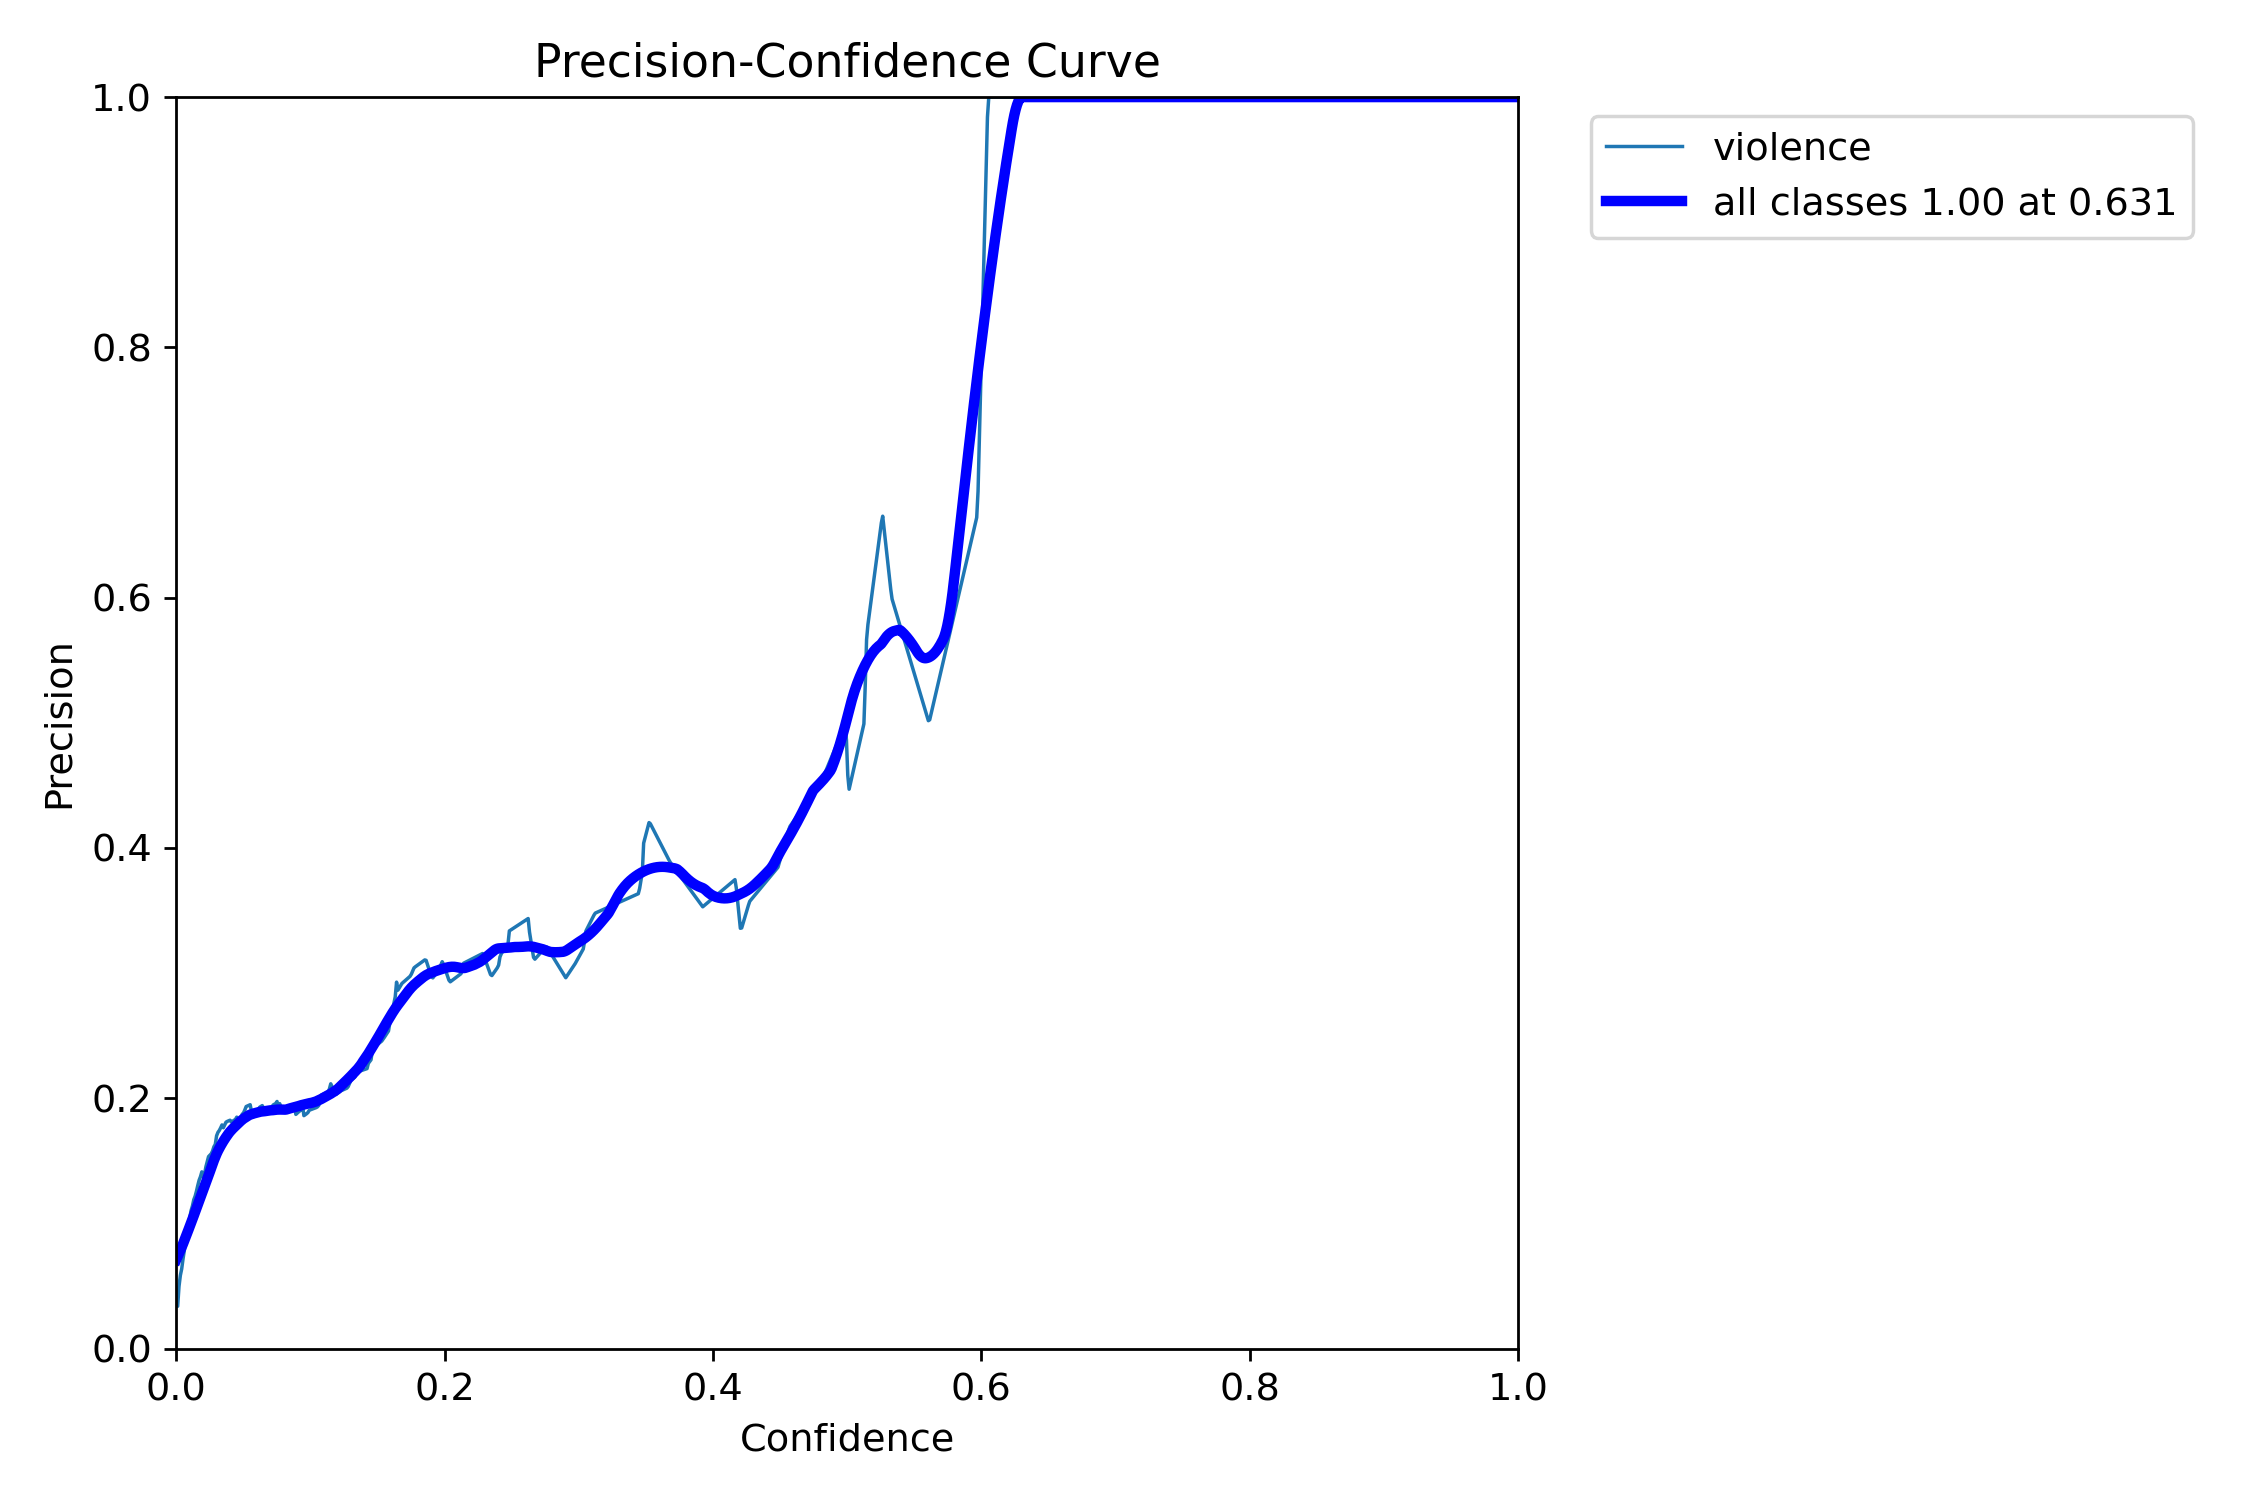 Precision-Confidence Curve
1.0
0.8
0.6
0.4
0.2
0.0
Precision
0.0 0.2 0.4 0.6 0.8 1.0
Confidence
violence
all classes 1.00 at 0.631